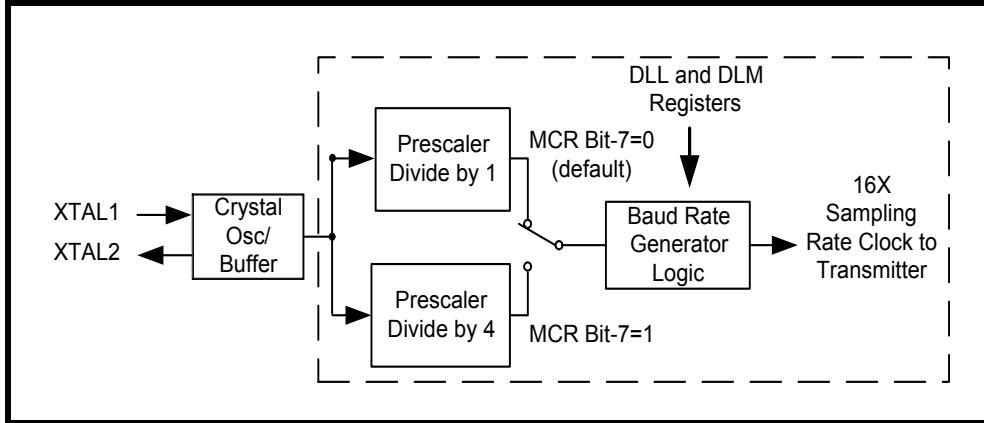 DLL and DLM
Registers
Prescaler
Divide by 1
MCR Bit-7=0
(default)
XTAL1
XTAL2
Crystal
Osc/
Buffer
Baud Rate
Generator
Logic
16X
Sampling
Rate Clock to
Transmitter
Prescaler
Divide by 4
MCR Bit-7=1